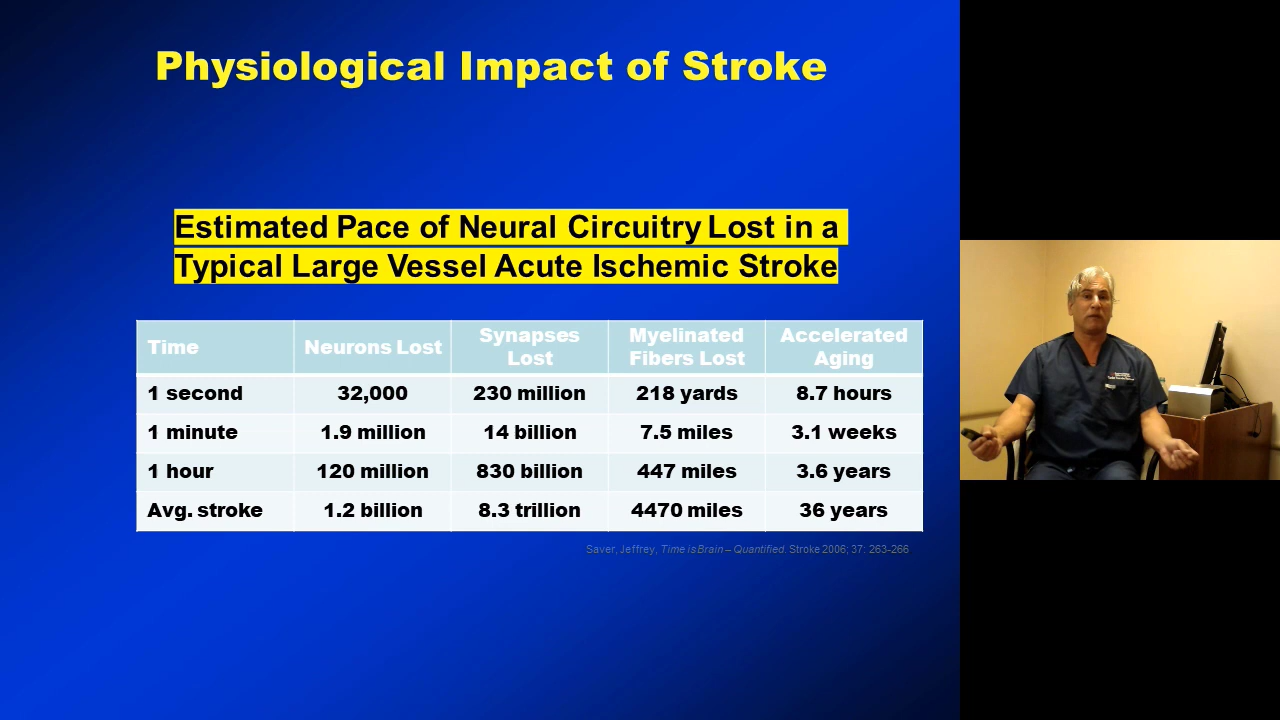 Physiological Impact of Stroke
Estimated Pace of Neural Circuitry Lost in a
Typical Large Vessel Acute Ischemic Stroke
Time Neurons Lost Synapses Lost Myelinated Fibers Lost Accelerated Aging
1 second 32,000 230 million 218 yards 8.7 hours
1 minute 1.9 million 14 billion 7.5 miles 3.1 weeks
1 hour 120 million 830 billion 447 miles 3.6 years
Avg. stroke 1.2 billion 8.3 trillion 4470 miles 36 years
Saver, Jeffrey, Time is Brain – Quantified. Stroke 2006; 37: 263-266